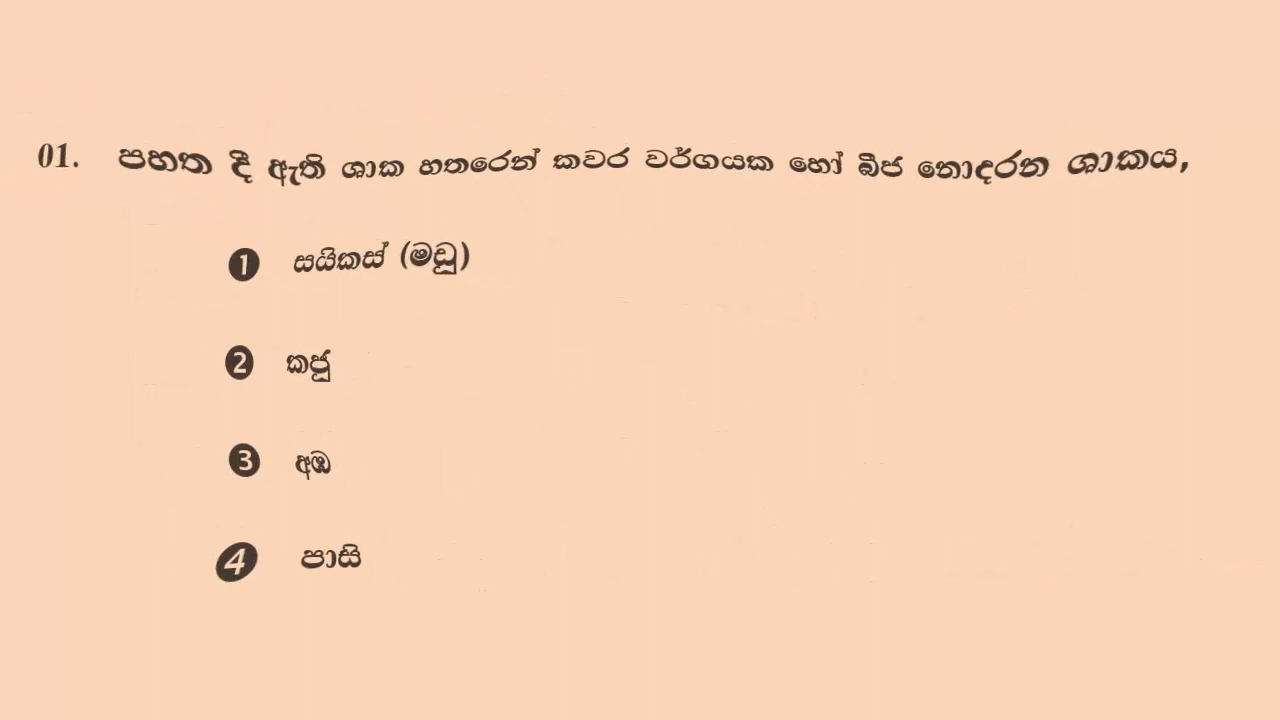 01. පහත දී ඇති ශාක හතරෙන් කවර වර්ගයක හෝ බීජ නොදරන ශාකය,
1 සයිකස් (මඩු)
2 කජු
3 අඹ
4 පාසි